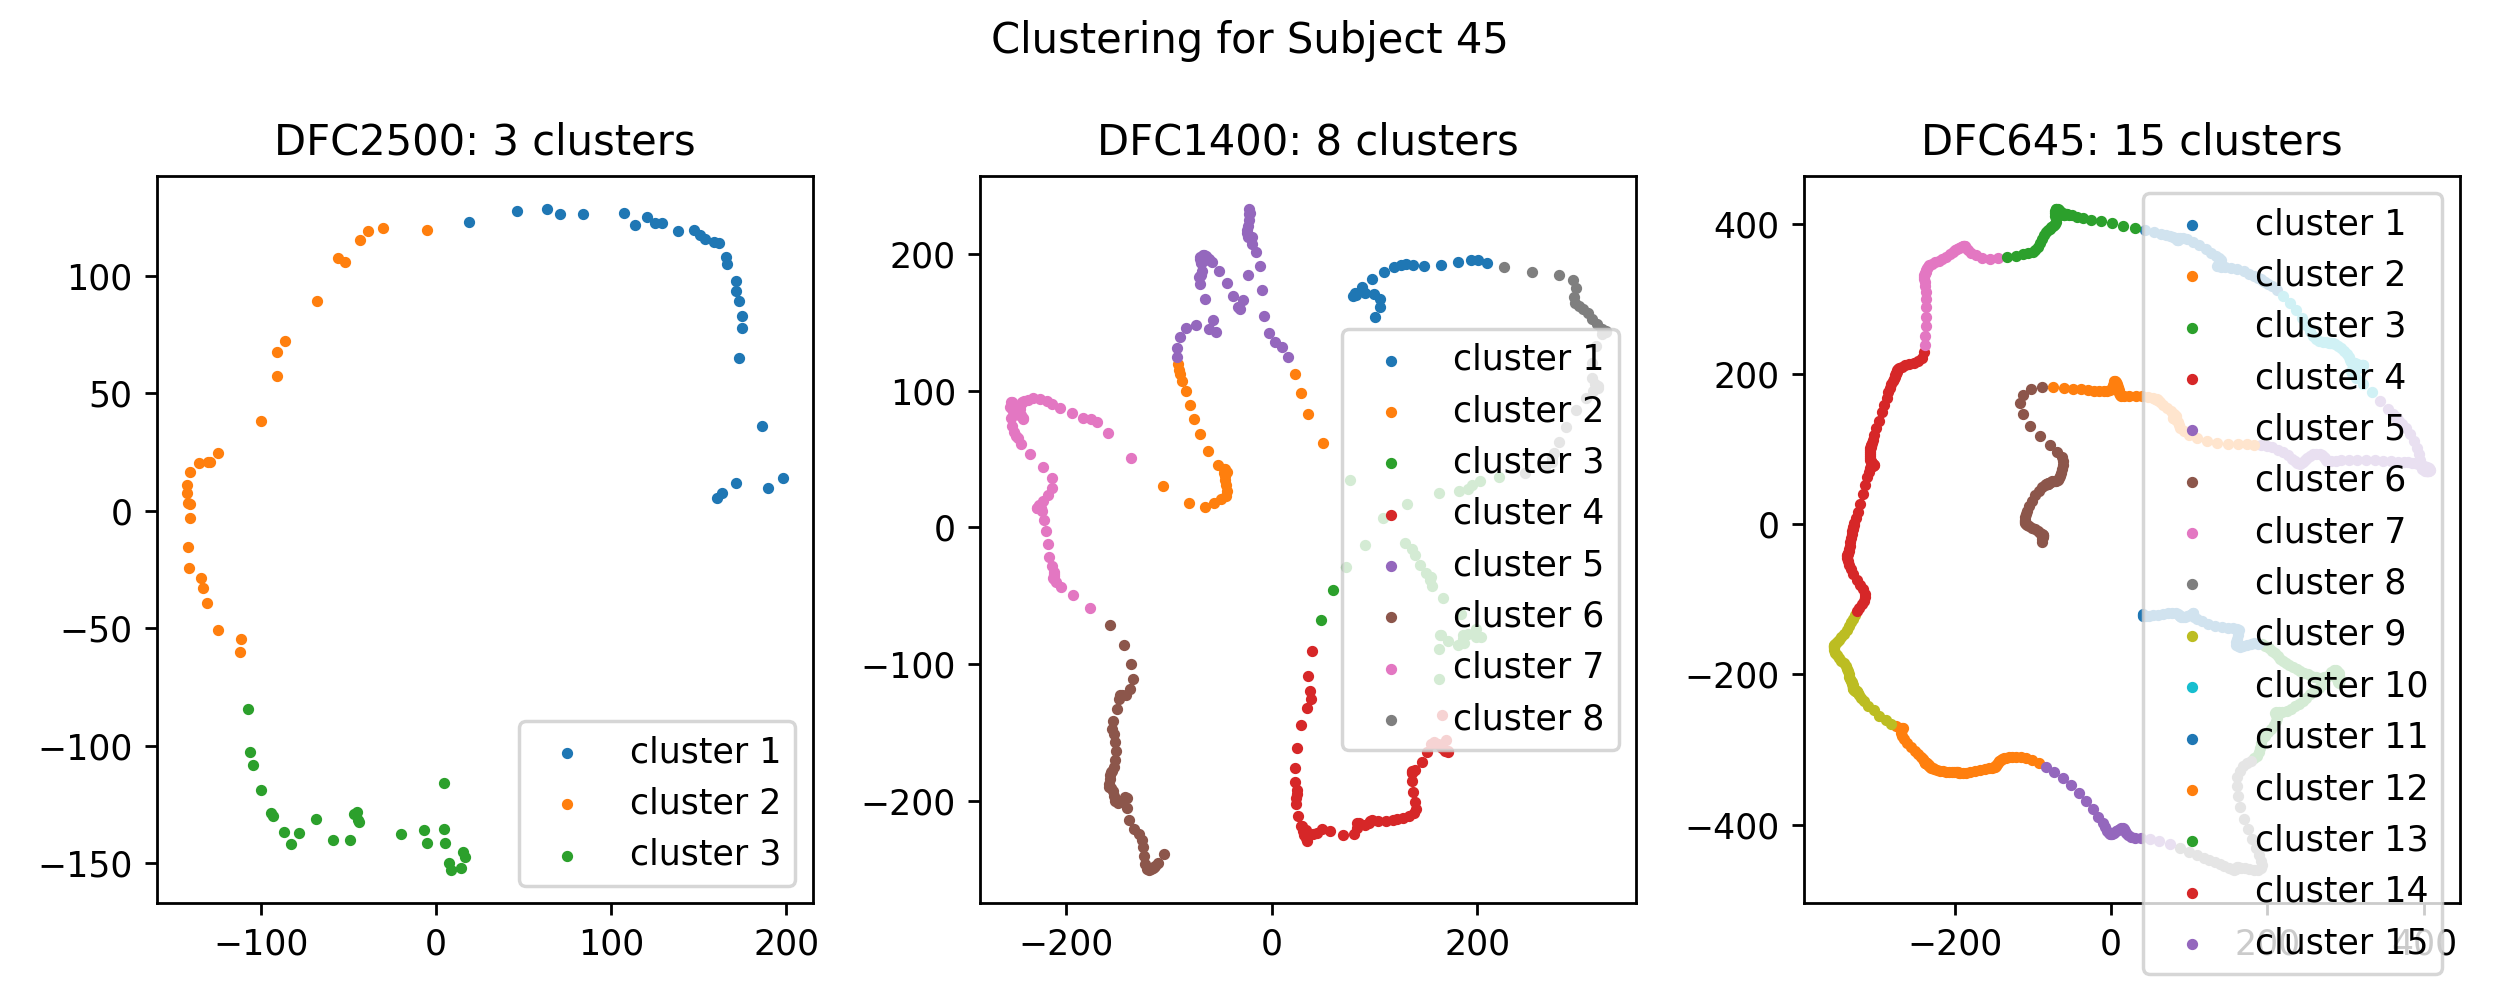 Clustering for Subject 45
DFC2500: 3 clusters
100
50
0
−50
−100
−150
−100
0
100
200
cluster 1
cluster 2
cluster 3
DFC1400: 8 clusters
200
100
0
−100
−200
−200
0
200
cluster 1
cluster 2
cluster 3
cluster 4
cluster 5
cluster 6
cluster 7
cluster 8
DFC645: 15 clusters
400
200
0
−200
−400
−200
0
200
400
cluster 1
cluster 2
cluster 3
cluster 4
cluster 5
cluster 6
cluster 7
cluster 8
cluster 9
cluster 10
cluster 11
cluster 12
cluster 13
cluster 14
cluster 15